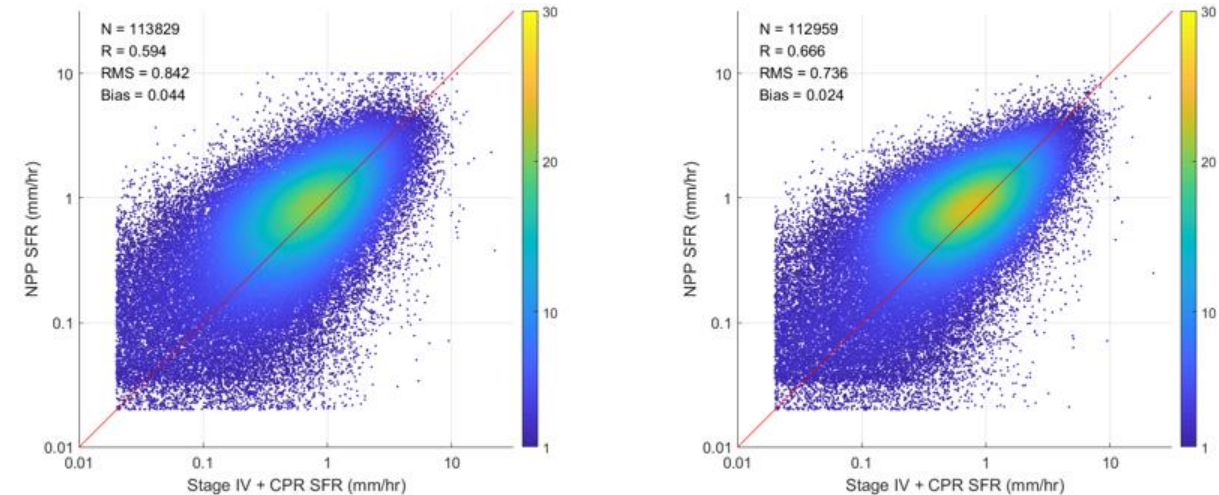 N = 113829
R = 0.594
RMS = 0.842
Bias = 0.044
10
1
0.1
0.01
NPP SFR (mm/hr)
0.01 0.1 1 10
Stage IV + CPR SFR (mm/hr)
30
20
10
1
N = 112959
R = 0.666
RMS = 0.736
Bias = 0.024
10
1
0.1
0.01
NPP SFR (mm/hr)
0.01 0.1 1 10
Stage IV + CPR SFR (mm/hr)
30
20
10
1